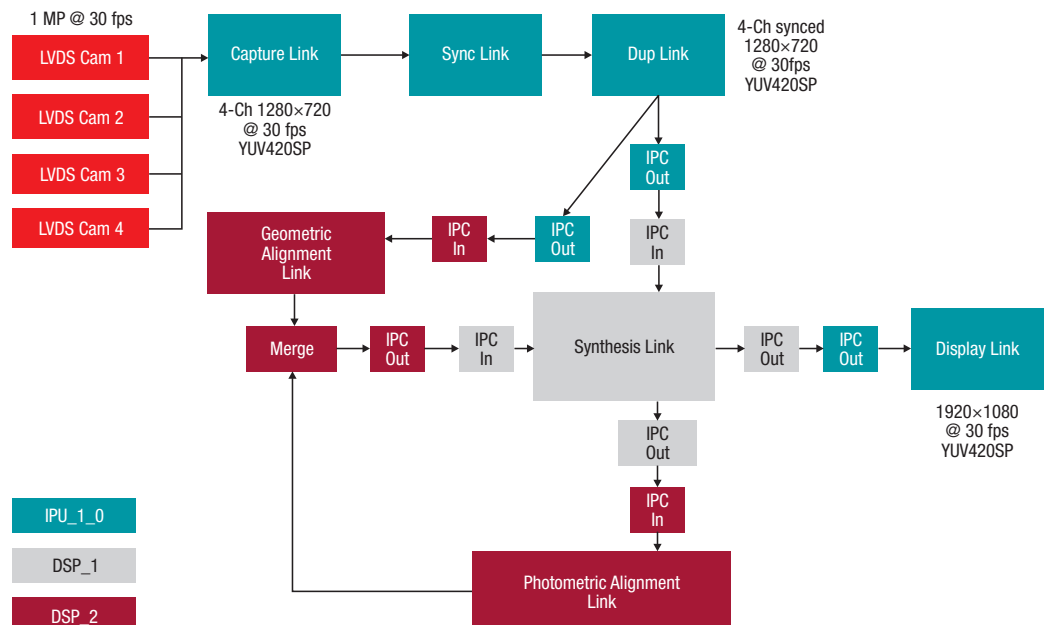 1 MP @ 30 fps
LVDS Cam 1
LVDS Cam 2
LVDS Cam 3
LVDS Cam 4
Capture Link
4-Ch 1280×720
@ 30 fps
YUV420SP
Sync Link
Dup Link
4-Ch synced
1280×720
@ 30fps
YUV420SP
IPC
Out
IPC
In
IPC
Out
IPC
In
Geometric
Alignment
Link
Merge
IPC
Out
IPC
In
Synthesis Link
IPC
Out
IPC
Out
Display Link
1920×1080
@ 30 fps
YUV420SP
IPC
Out
IPC
In
Photometric Alignment
Link
IPU_1_0
DSP_1
DSP_2